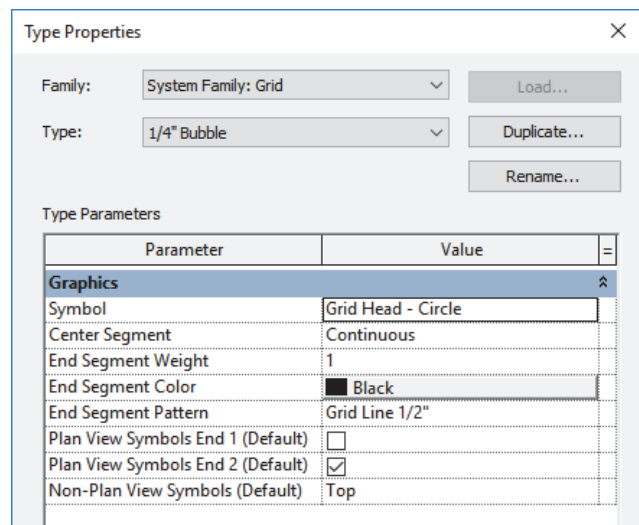 Type Properties
Family: System Family: Grid Load...
Type: 1/4" Bubble Duplicate...
Rename...
Type Parameters
Parameter Value =
Graphics
Symbol Grid Head - Circle
Center Segment Continuous
End Segment Weight 1
End Segment Color Black
End Segment Pattern Grid Line 1/2"
Plan View Symbols End 1 (Default)
Plan View Symbols End 2 (Default)
Non-Plan View Symbols (Default) Top